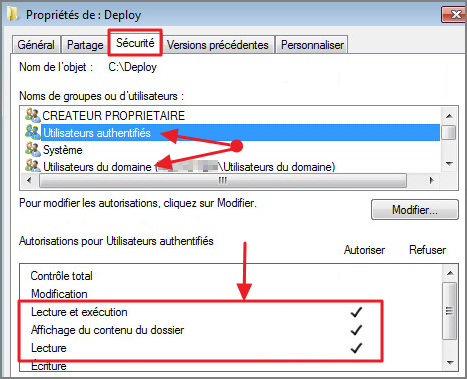 Propriétés de : Deploy
Général Partage Sécurité Versions précédentes Personnaliser
Nom de l'objet : C:\Deploy
Noms de groupes ou d'utilisateurs :
CREATEUR PROPRIETAIRE
Utilisateurs authentifiés
Système
Utilisateurs du domaine ( \Utilisateurs du domaine)
Pour modifier les autorisations, cliquez sur Modifier.
Modifier...
Autorisations pour Utilisateurs authentifiés Autoriser Refuser
Contrôle total
Modification
Lecture et exécution
Affichage du contenu du dossier
Lecture
Écriture